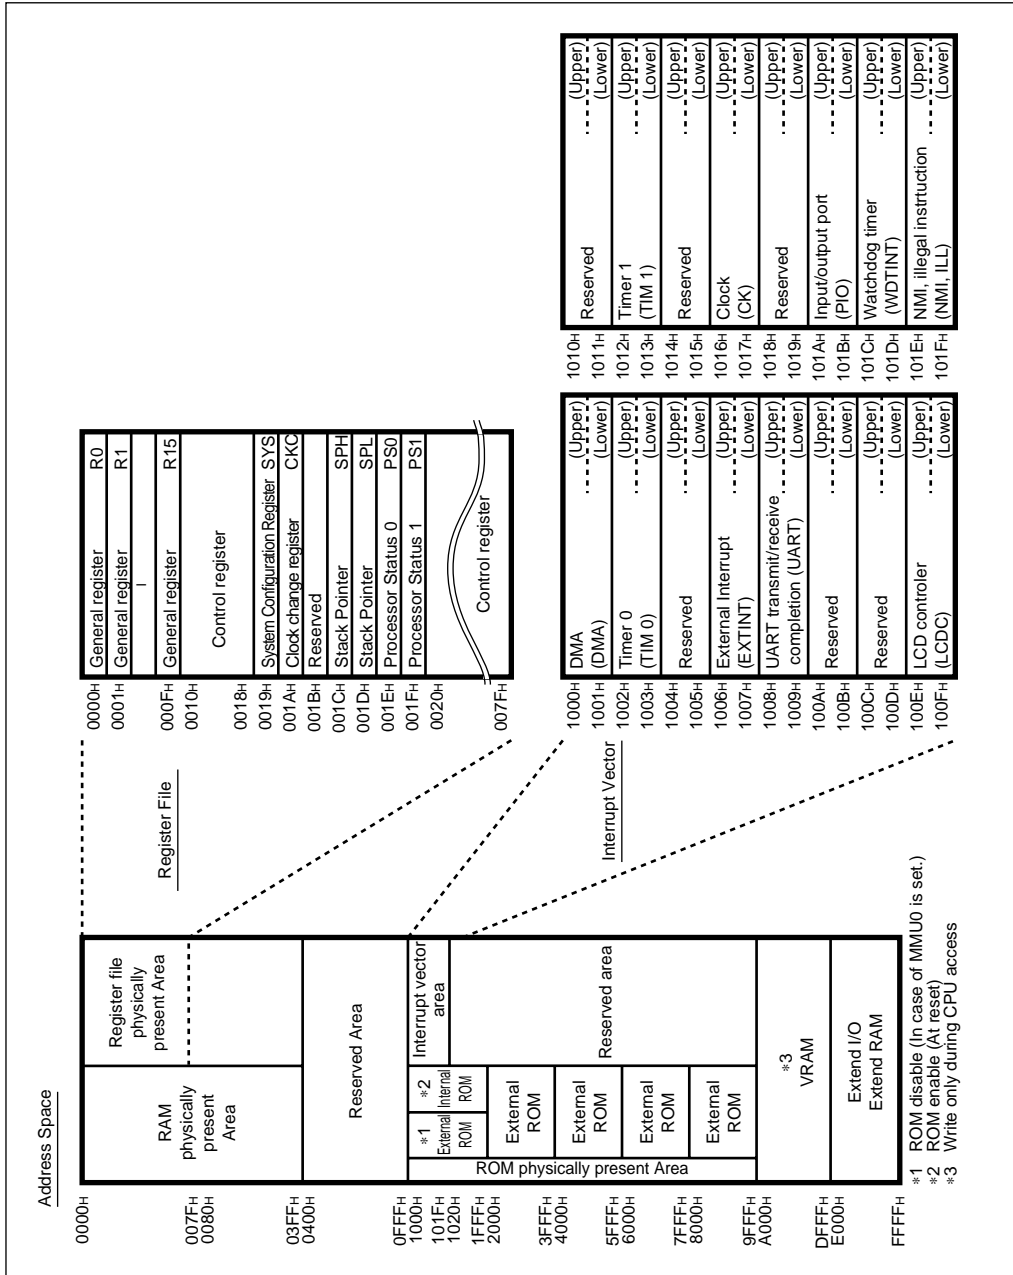 Address Space
0000H
007FH
0080H
03FFH
0400H
0FFFH
1000H
101FH
1020H
1FFFH
2000H
3FFFH
4000H
5FFFH
6000H
7FFFH
8000H
9FFFH
A000H
DFFFH
E000H
FFFFH
RAM
physically
present
Area
Register file
physically
present Area
Reserved Area
ROM physically present Area
*1
External
ROM
*2
Internal
ROM
Interrupt vector
area
External
ROM
External
ROM
External
ROM
External
ROM
Reserved area
*3
VRAM
Extend I/O
Extend RAM
*1 ROM disable (In case of MMU0 is set.)
*2 ROM enable (At reset)
*3 Write only during CPU access
Register File
0000H General register R0
0001H General register R1
I
000FH General register R15
0010H
Control register
0018H
0019H System Configuration Register SYS
001AH Clock change register CKC
001BH Reserved
001CH Stack Pointer SPH
001DH Stack Pointer SPL
001EH Processor Status 0 PS0
001FH Processor Status 1 PS1
0020H
Control register
007FH
Interrupt Vector
1000H DMA (Upper)
1001H (DMA) (Lower)
1002H Timer 0 (Upper)
1003H (TIM 0) (Lower)
1004H (Upper)
Reserved
1005H (Lower)
1006H External Interrupt (Upper)
1007H (EXTINT) (Lower)
1008H UART transmit/receive (Upper)
1009H completion (UART) (Lower)
100AH (Upper)
Reserved
100BH (Lower)
100CH (Upper)
Reserved
100DH (Lower)
100EH LCD controler (Upper)
100FH (LCDC) (Lower)
1010H (Upper)
Reserved
1011H (Lower)
1012H Timer 1 (Upper)
1013H (TIM 1) (Lower)
1014H (Upper)
Reserved
1015H (Lower)
1016H Clock (Upper)
1017H (CK) (Lower)
1018H (Upper)
Reserved
1019H (Lower)
101AH Input/output port (Upper)
101BH (PIO) (Lower)
101CH Watchdog timer (Upper)
101DH (WDTINT) (Lower)
101EH NMI, illegal instrtuction (Upper)
101FH (NMI, ILL) (Lower)